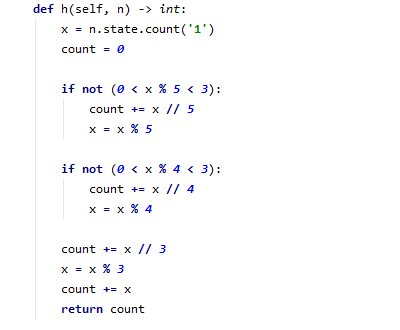 def h(self, n) -> int:
    x = n.state.count('1')
    count = 0

    if not (0 < x % 5 < 3):
        count += x // 5
        x = x % 5

    if not (0 < x % 4 < 3):
        count += x // 4
        x = x % 4

    count += x // 3
    x = x % 3
    count += x
    return count